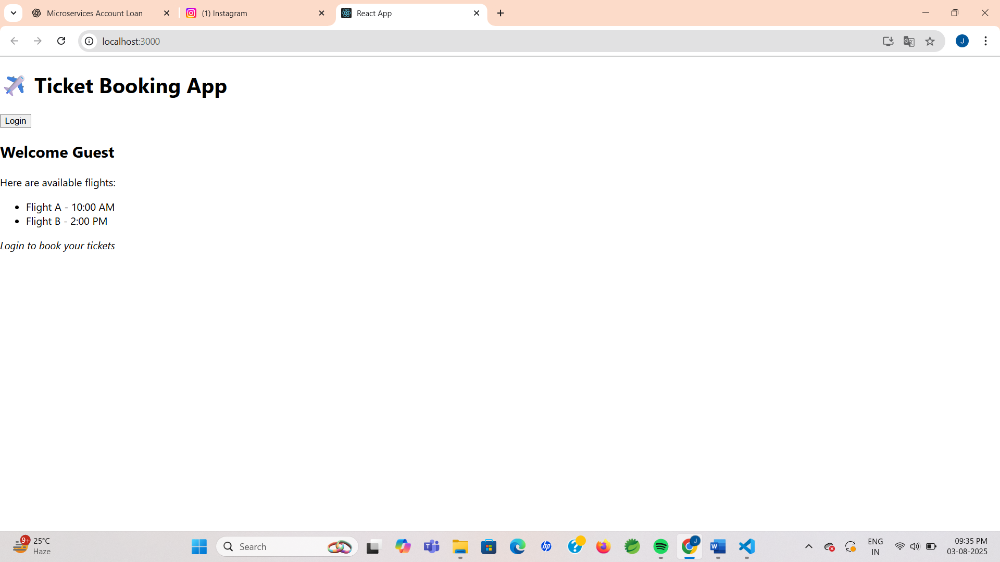 Microservices Account Loan
(1) Instagram
React App
localhost:3000
J
Ticket Booking App
Login
Welcome Guest
Here are available flights:
• Flight A - 10:00 AM
• Flight B - 2:00 PM
Login to book your tickets
9+
25°C
Haze
Search
hp
J
ENG
IN
09:35 PM
03-08-2025